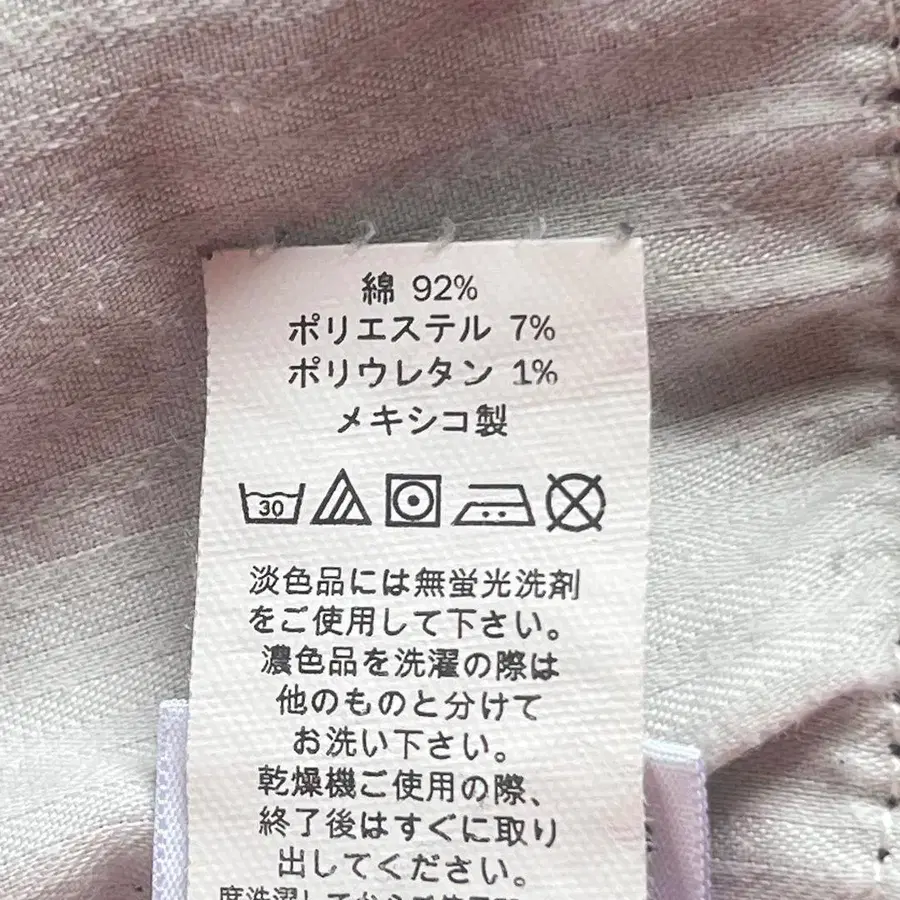 綿 92%
ポリエステル 7%
ポリウレタン 1%
メキシコ製
30
淡色品には無蛍光洗剤
をご使用して下さい。
濃色品を洗濯の際は
他のものと分けて
お洗い下さい。
乾燥機ご使用の際、
終了後はすぐに取り
出してください。